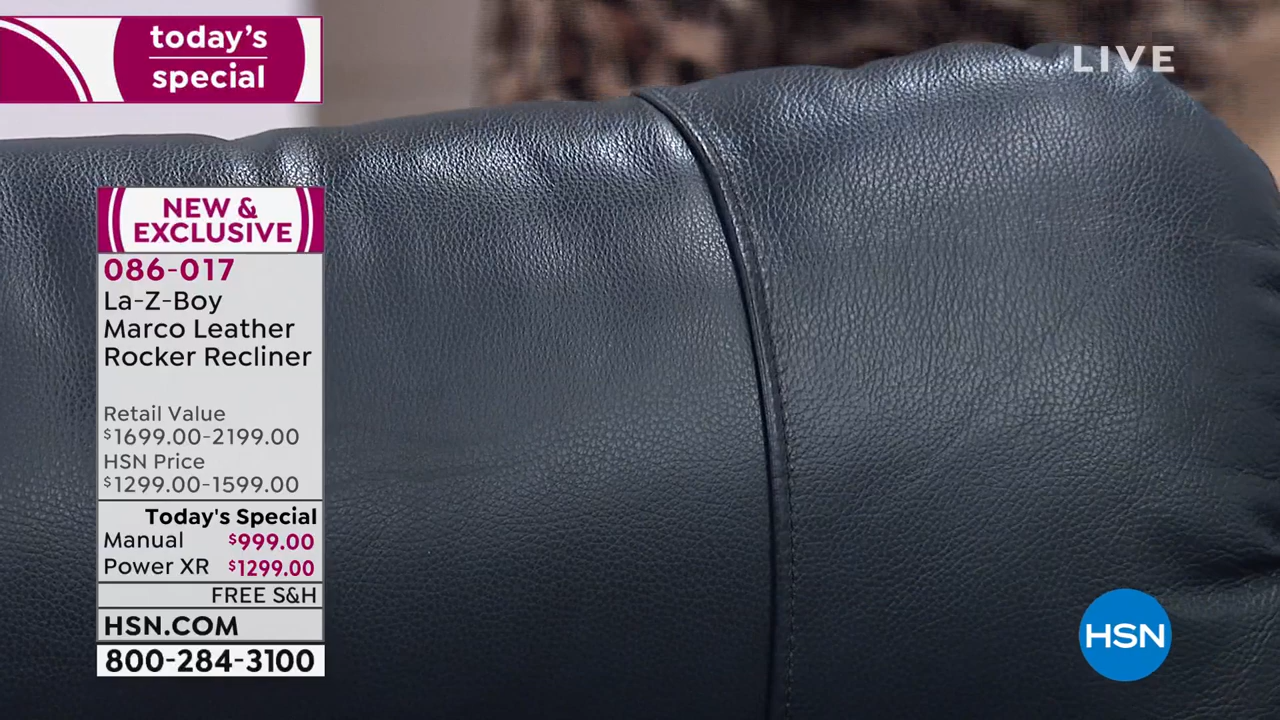 today's
special
LIVE
NEW &
EXCLUSIVE
086-017
La-Z-Boy
Marco Leather
Rocker Recliner
Retail Value
$1699.00-2199.00
HSN Price
$1299.00-1599.00
Today's Special
Manual $999.00
Power XR $1299.00
FREE S&H
HSN.COM
800-284-3100
HSN